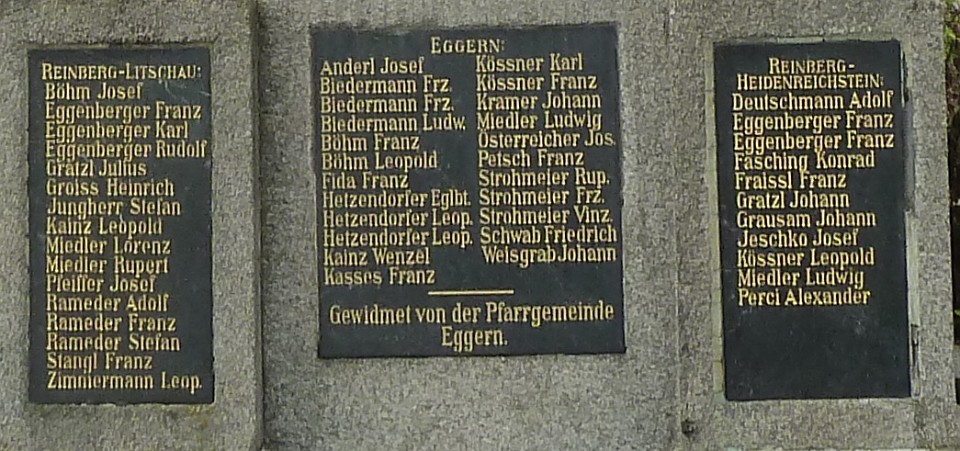 REINBERG-LITSCHAU:
Böhm Josef
Eggenberger Franz
Eggenberger Karl
Eggenberger Rudolf
Gratzl Julius
Groiss Heinrich
Jungherr Stefan
Kainz Leopold
Miedler Lorenz
Miedler Rupert
Pfeiffer Josef
Rameder Adolf
Rameder Franz
Rameder Stefan
Stangl Franz
Zimmermann Leop.
EGGERN:
Anderl Josef
Biedermann Frz.
Biedermann Frz.
Biedermann Ludw.
Böhm Franz
Böhm Leopold
Fida Franz
Hetzendorfer Eglbt.
Hetzendorfer Leop.
Hetzendorfer Leop.
Kainz Wenzel
Kasses Franz
Kössner Karl
Kössner Franz
Kramer Johann
Miedler Ludwig
Österreicher Jos.
Petsch Franz
Strohmeier Rup.
Strohmeier Frz.
Strohmeier Vinz.
Schwab Friedrich
Weisgrab Johann
Gewidmet von der Pfarrgemeinde
Eggern.
REINBERG-
HEIDENREICHSTEIN:
Deutschmann Adolf
Eggenberger Franz
Eggenberger Franz
Fasching Konrad
Fraissl Franz
Gratzl Johann
Grausam Johann
Jeschko Josef
Kössner Leopold
Miedler Ludwig
Perci Alexander